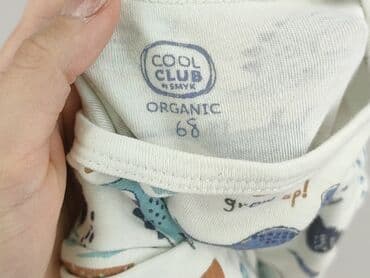 COOL
CLUB
by SMYK
ORGANIC
68
grow up!